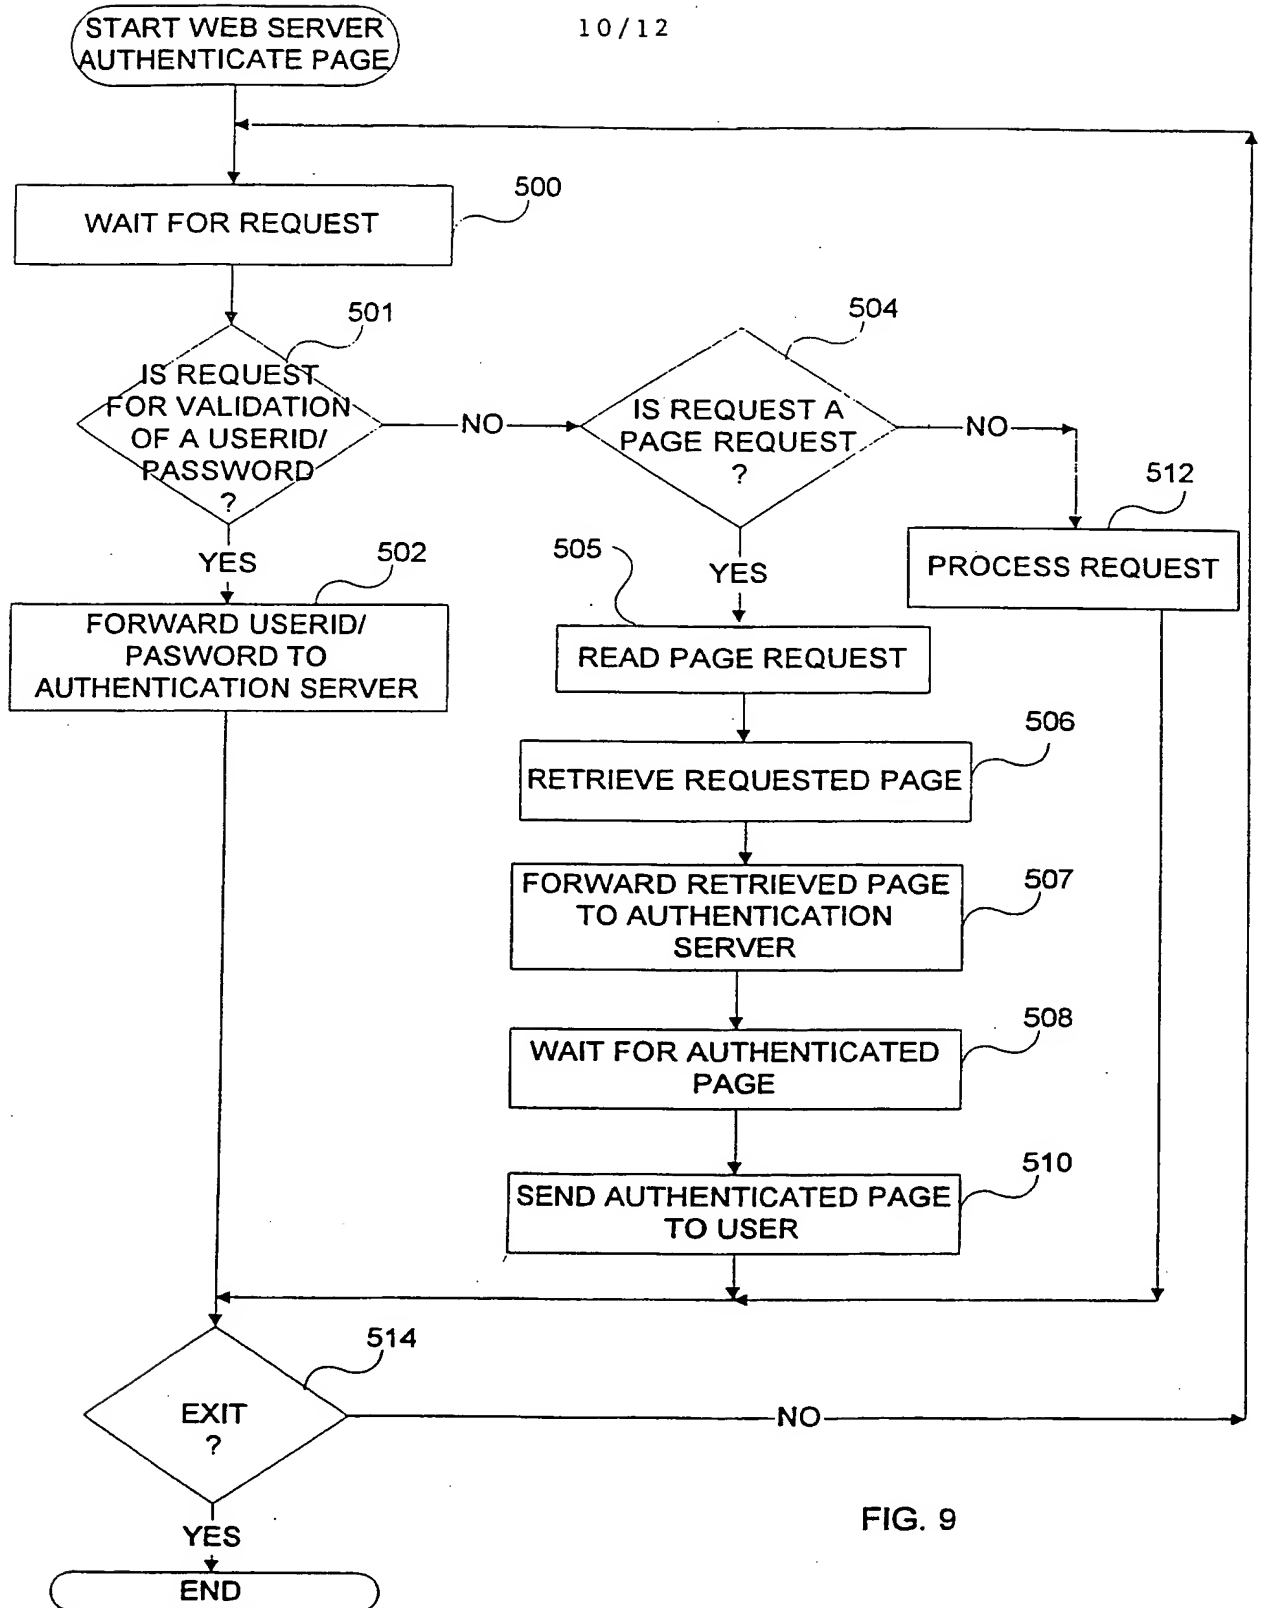 START WEB SERVER
AUTHENTICATE PAGE
10/12
WAIT FOR REQUEST
500
501
IS REQUEST
FOR VALIDATION
OF A USERID/
PASSWORD
?
NO
504
IS REQUEST A
PAGE REQUEST
?
NO
512
PROCESS REQUEST
YES
502
FORWARD USERID/
PASWORD TO
AUTHENTICATION SERVER
YES
505
READ PAGE REQUEST
506
RETRIEVE REQUESTED PAGE
507
FORWARD RETRIEVED PAGE
TO AUTHENTICATION
SERVER
508
WAIT FOR AUTHENTICATED
PAGE
510
SEND AUTHENTICATED PAGE
TO USER
514
EXIT
?
NO
YES
END
FIG. 9